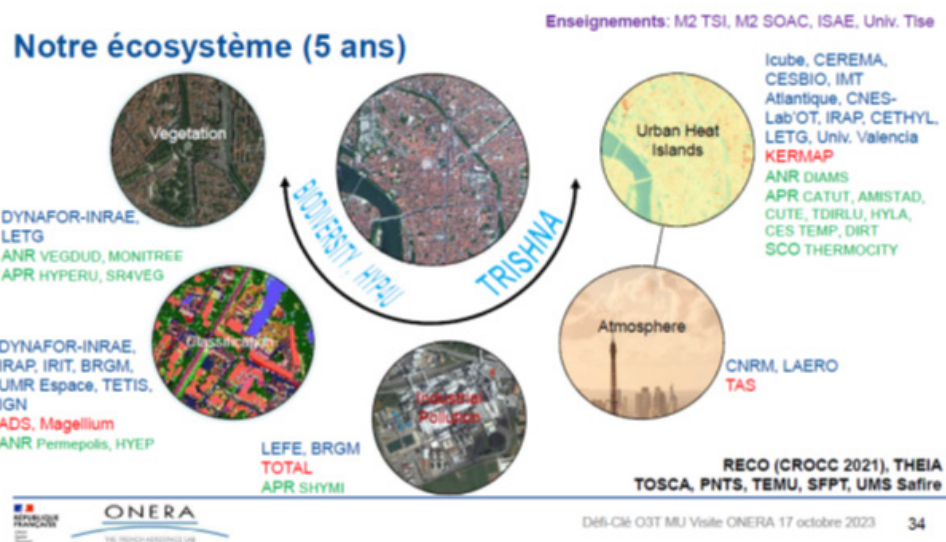 Enseignements: M2 TSI, M2 SOAC, ISAE, Univ. Tlse
Notre écosystème (5 ans)
Vegetation
DYNAFOR-INRAE,
LETG
ANR VEGDUD, MONITREE
APR HYPERU, SR4VEG
BIODIVERSITY, HYP4U
TRISHNA
Urban Heat
Islands
Icube, CEREMA,
CESBIO, IMT
Atlantique, CNES-
Lab'OT, IRAP, CETHYL,
LETG, Univ. Valencia
KERMAP
ANR DIAMS
APR CATUT, AMISTAD,
CUTE, TDIRLU, HYLA,
CES TEMP, DIRT
SCO THERMOCITY
Classification
DYNAFOR-INRAE,
IRAP, IRIT, BRGM,
UMR Espace, TETIS,
IGN
ADS, Magellium
ANR Permepolis, HYEP
Industrial
Pollution
LEFE, BRGM
TOTAL
APR SHYMI
Atmosphere
CNRM, LAERO
TAS
RECO (CROCC 2021), THEIA
TOSCA, PNTS, TEMU, SFPT, UMS Safire
RÉPUBLIQUE
FRANÇAISE
ONERA
THE FRENCH AEROSPACE LAB
Défi-Clé O3T MU Visite ONERA 17 octobre 2023
34